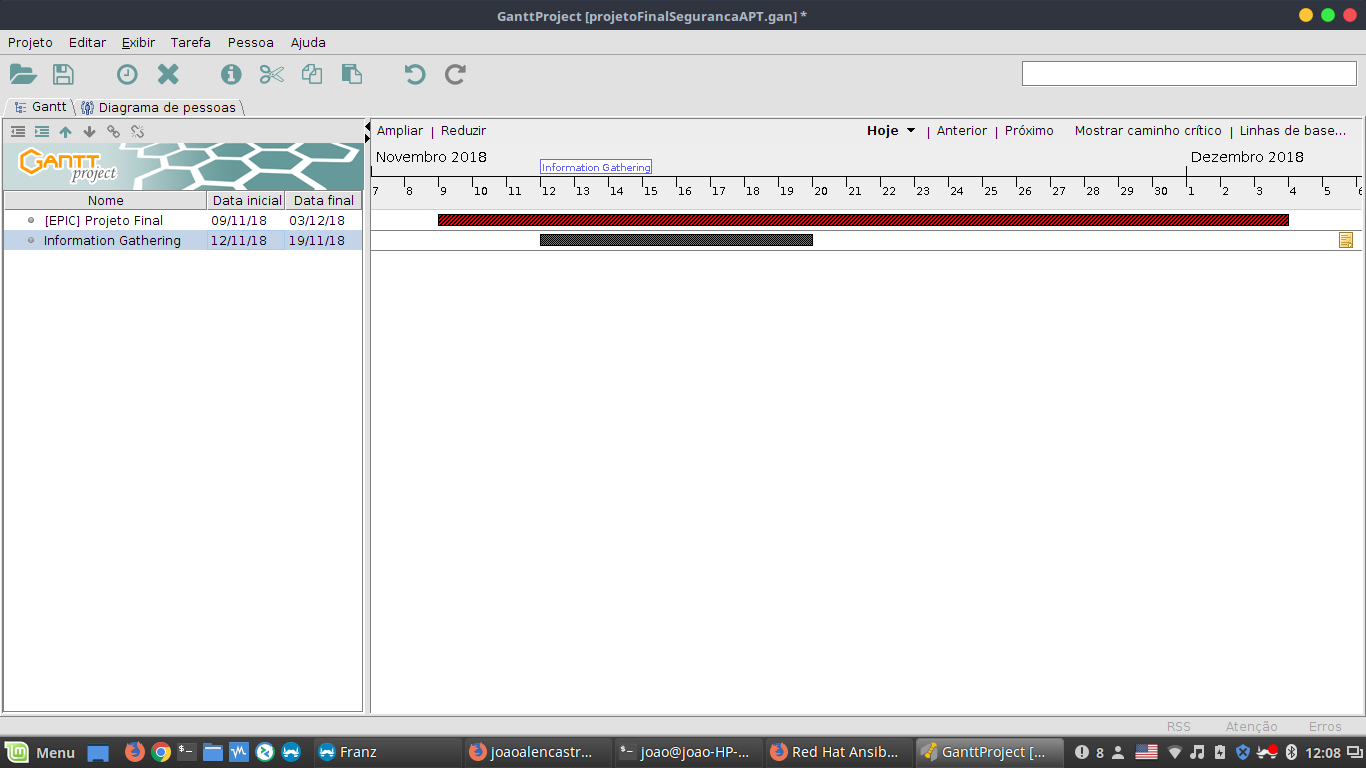 GanttProject [projetoFinalSegurancaAPT.gan] *
Projeto Editar Exibir Tarefa Pessoa Ajuda
Gantt Diagrama de pessoas
Ampliar | Reduzir Hoje | Anterior | Próximo Mostrar caminho crítico | Linhas de base...
GANTT project
Novembro 2018 Dezembro 2018
Information Gathering
7 8 9 10 11 12 13 14 15 16 17 18 19 20 21 22 23 24 25 26 27 28 29 30 1 2 3 4 5 6
Nome Data inicial Data final
[EPIC] Projeto Final 09/11/18 03/12/18
Information Gathering 12/11/18 19/11/18
RSS Atenção Erros
Menu Franz joaoalencastr... joao@joao-HP-... Red Hat Ansib... GanttProject [... 8 12:08